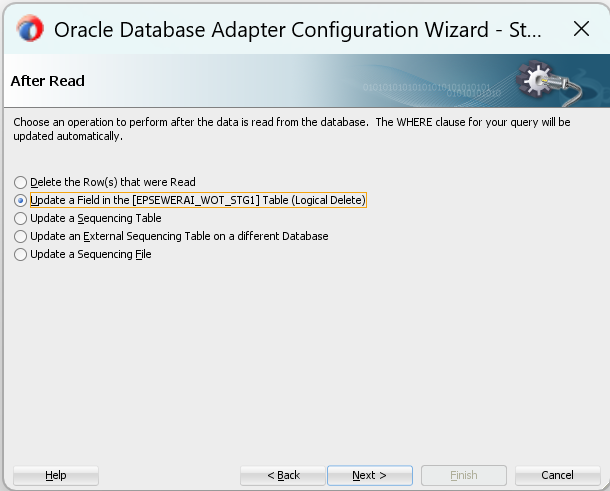 Oracle Database Adapter Configuration Wizard - St...
After Read
Choose an operation to perform after the data is read from the database. The WHERE clause for your query will be
updated automatically.
Delete the Row(s) that were Read
Update a Field in the [EPSEWERAI_WOT_STG1] Table (Logical Delete)
Update a Sequencing Table
Update an External Sequencing Table on a different Database
Update a Sequencing File
Help
< Back
Next >
Finish
Cancel